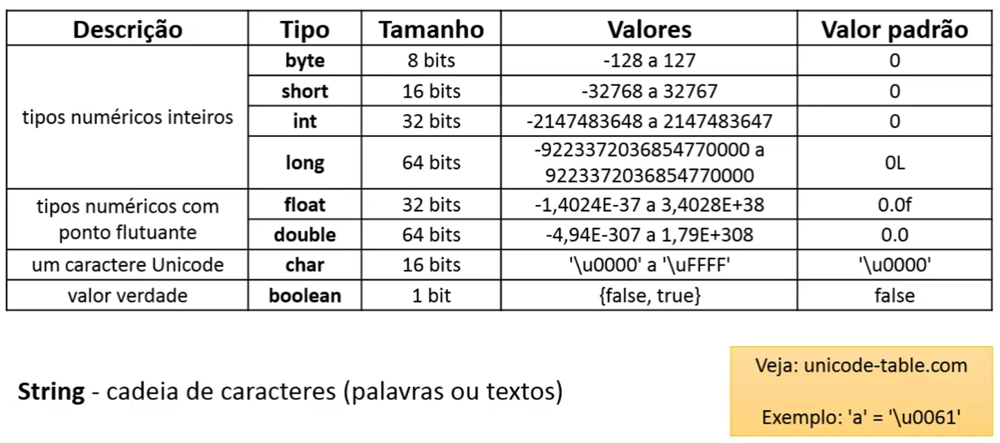 Descrição Tipo Tamanho Valores Valor padrão
tipos numéricos inteiros
byte 8 bits -128 a 127 0
short 16 bits -32768 a 32767 0
int 32 bits -2147483648 a 2147483647 0
long 64 bits -9223372036854770000 a
9223372036854770000 0L
tipos numéricos com
ponto flutuante
float 32 bits -1,4024E-37 a 3,4028E+38 0.0f
double 64 bits -4,94E-307 a 1,79E+308 0.0
um caractere Unicode char 16 bits '\u0000' a '\uFFFF' '\u0000'
valor verdade boolean 1 bit {false, true} false
String - cadeia de caracteres (palavras ou textos)
Veja: unicode-table.com
Exemplo: 'a' = '\u0061'